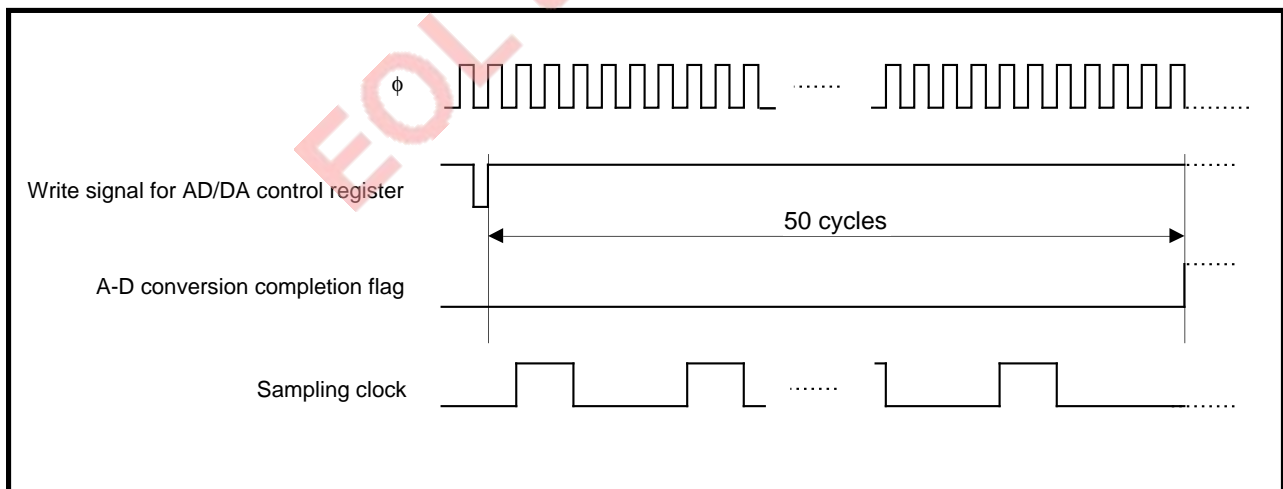 EOL
ϕ
Write signal for AD/DA control register
50 cycles
A-D conversion completion flag
Sampling clock